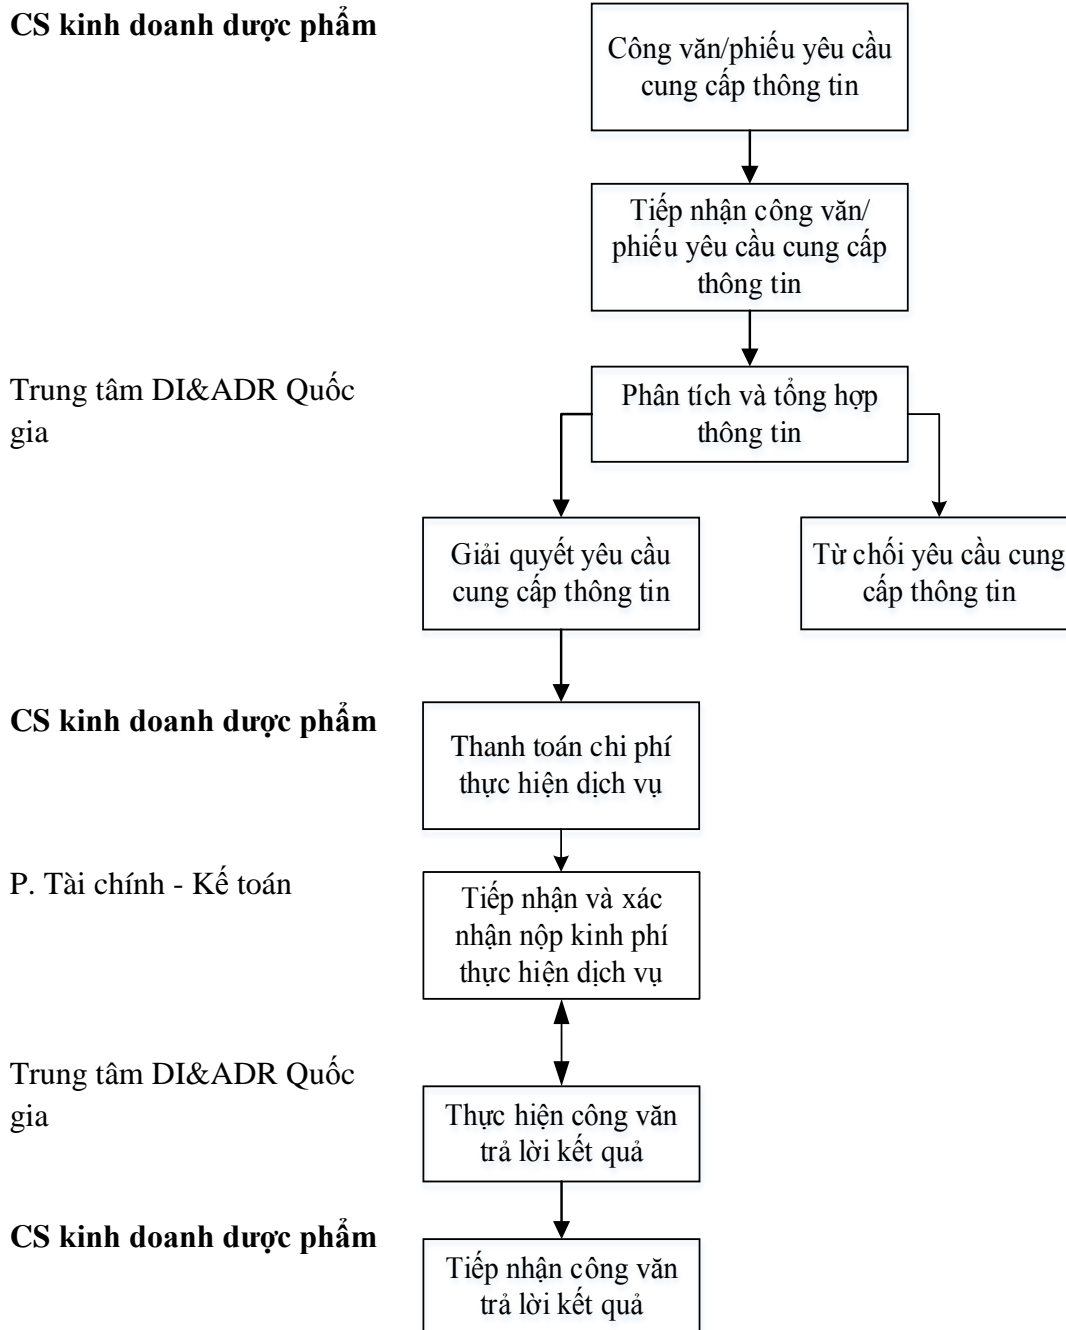 CS kinh doanh dược phẩm
Công văn/phiếu yêu cầu
cung cấp thông tin
Tiếp nhận công văn/
phiếu yêu cầu cung cấp
thông tin
Trung tâm DI&ADR Quốc
gia
Phân tích và tổng hợp
thông tin
Giải quyết yêu cầu
cung cấp thông tin
Từ chối yêu cầu cung
cấp thông tin
CS kinh doanh dược phẩm
Thanh toán chi phí
thực hiện dịch vụ
P. Tài chính - Kế toán
Tiếp nhận và xác
nhận nộp kinh phí
thực hiện dịch vụ
Trung tâm DI&ADR Quốc
gia
Thực hiện công văn
trả lời kết quả
CS kinh doanh dược phẩm
Tiếp nhận công văn
trả lời kết quả